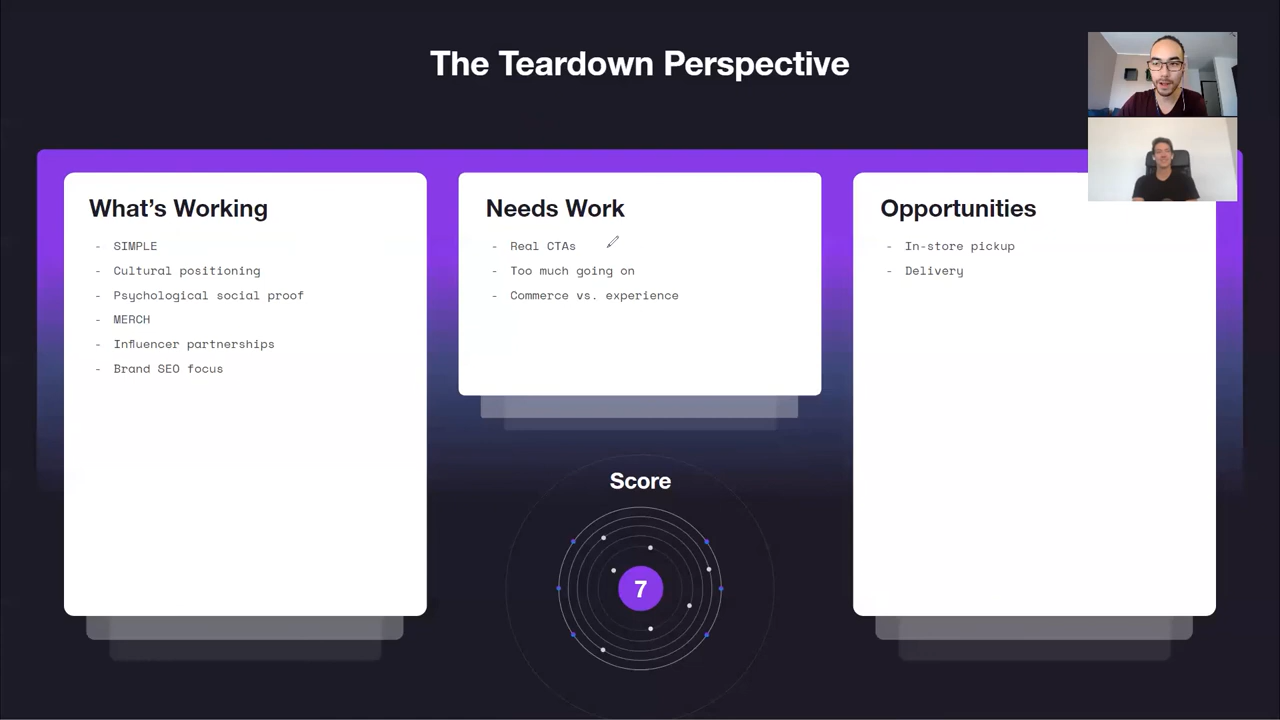 The Teardown Perspective
What's Working
- SIMPLE
- Cultural positioning
- Psychological social proof
- MERCH
- Influencer partnerships
- Brand SEO focus
Needs Work
- Real CTAs
- Too much going on
- Commerce vs. experience
Score
7
Opportunities
- In-store pickup
- Delivery